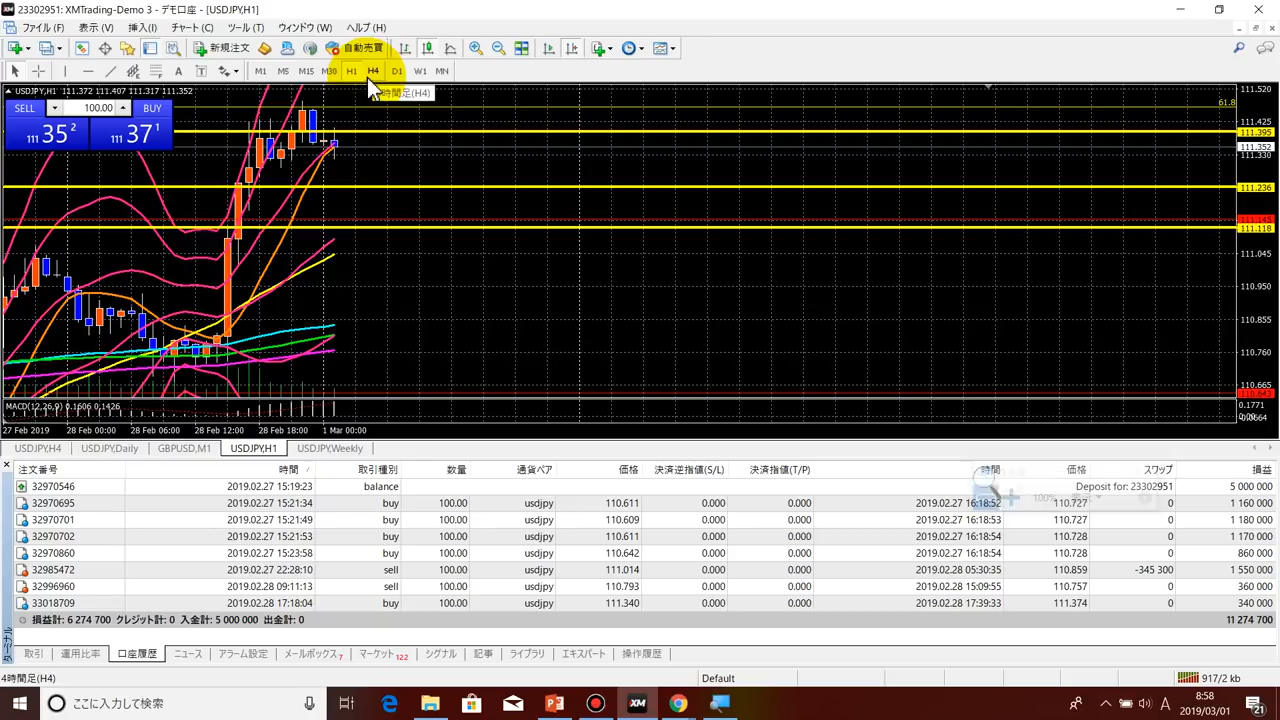 23302951: XMTrading-Demo 3 - デモ口座 - [USDJPY,H1]
ファイル (F) 表示 (V) 挿入(I) チャート (C) ツール (T) ウィンドウ (W) ヘルプ (H)
新規注文 自動売買
A T M1 M5 M15 M30 H1 H4 D1 W1 MN
時間足(H4)
USDJPY,H1 111.372 111.407 111.317 111.352
SELL 100.00 BUY
111 35 2 111 37 1
61.8
111.520
111.425
111.395
111.352
111.330
111.236
111.145
111.118
111.045
110.950
110.855
110.760
110.665
110.643
MACD(12,26,9) 0.1606 0.1426
0.1771
27 Feb 2019 28 Feb 00:00 28 Feb 06:00 28 Feb 12:00 28 Feb 18:00 1 Mar 00:00
USDJPY,H4 USDJPY,Daily GBPUSD,M1 USDJPY,H1 USDJPY,Weekly
注文番号 時間 / 取引種別 数量 通貨ペア 価格 決済逆指値(S/L) 決済指値(T/P) 時間 価格 スワップ 損益
32970546 2019.02.27 15:19:23 balance Deposit for: 23302951 5 000 000
32970695 2019.02.27 15:21:34 buy 100.00 usdjpy 110.611 0.000 0.000 2019.02.27 16:18:52 110.727 0 1 160 000
32970701 2019.02.27 15:21:49 buy 100.00 usdjpy 110.609 0.000 0.000 2019.02.27 16:18:53 110.727 0 1 180 000
32970702 2019.02.27 15:21:53 buy 100.00 usdjpy 110.611 0.000 0.000 2019.02.27 16:18:54 110.728 0 1 170 000
32970860 2019.02.27 15:23:58 buy 100.00 usdjpy 110.642 0.000 0.000 2019.02.27 16:18:54 110.728 0 860 000
32985472 2019.02.27 22:28:10 sell 100.00 usdjpy 111.014 0.000 0.000 2019.02.28 05:30:35 110.859 -345 300 1 550 000
32996960 2019.02.28 09:11:13 sell 100.00 usdjpy 110.793 0.000 0.000 2019.02.28 15:09:55 110.757 0 360 000
33018709 2019.02.28 17:18:04 buy 100.00 usdjpy 111.340 0.000 0.000 2019.02.28 17:39:33 111.374 0 340 000
損益計: 6 274 700 クレジット計: 0 入金計: 5 000 000 出金計: 0 11 274 700
ターミナル
取引 運用比率 口座履歴 ニュース アラーム設定 メールボックス 7 マーケット 122 シグナル 記事 ライブラリ エキスパート 操作履歴
4時間足(H4) Default 917/2 kb
ここに入力して検索
XM
A
8:58
2019/03/01
21